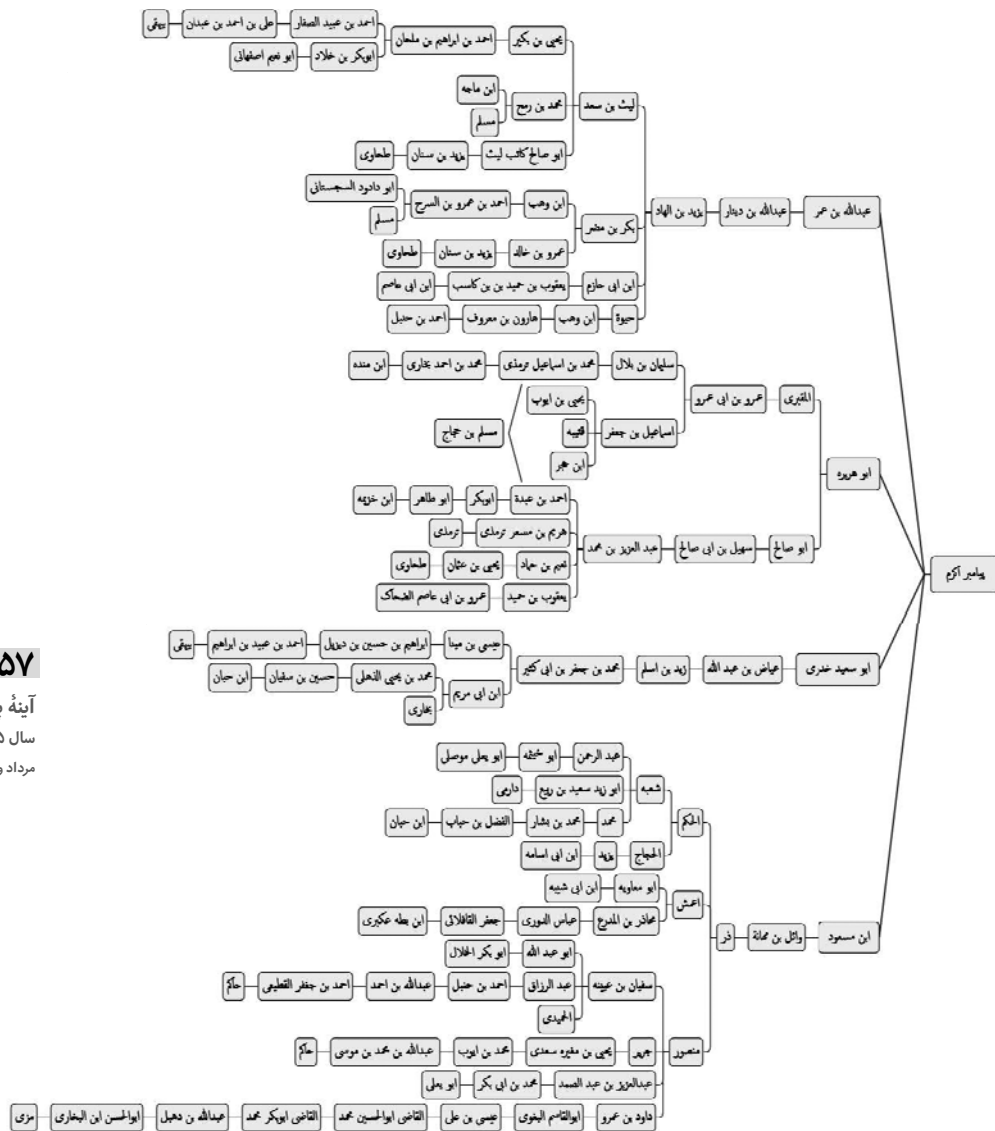 پیامبر اکرم
عبدالله بن عمر
عبدالله بن دینار
یزید بن الهاد
لیث بن سعد
یحیی بن بکیر
احمد بن ابراهیم بن ملحان
احمد بن عبید الصفار
علی بن احمد بن عبدان
بیهقی
ابوبکر بن خلاد
ابو نعیم اصفهانی
محمد بن رمح
ابن ماجه
مسلم
ابو صالح کاتب لیث
یزید بن سنان
طحاوی
بکر بن مضر
ابن وهب
احمد بن عمرو بن السرح
ابو دادود السجستانی
مسلم
عمرو بن خالد
یزید بن سنان
طحاوی
ابن ابی حازم
یعقوب بن حمید بن بن کاسب
ابن ابی عاصم
حیوة
ابن وهب
هارون بن معروف
احمد بن حنبل
ابو هریره
المقبری
عمرو بن ابی عمرو
سلیمان بن بلال
محمد بن اسماعیل ترمذی
محمد بن احمد بخاری
ابن منده
اسماعیل بن جعفر
یحیی بن ایوب
قتیبه
ابن حجر
مسلم بن حجاج
ابو صالح
سهیل بن ابی صالح
عبد العزیز بن محمد
احمد بن عبدة
ابوبکر
ابو طاهر
ابن خزیمه
هریم بن مسعر ترمذی
ترمذی
نعیم بن حماد
یحیی بن عثمان
طحاوی
یعقوب بن حمید
عمرو بن ابی عاصم الضحاک
ابو سعید خدری
عیاض بن عبد الله
زید بن اسلم
محمد بن جعفر بن ابی کثیر
عیسی بن مینا
ابراهیم بن حسین بن دیزیل
احمد بن عبید بن ابراهیم
بیهقی
ابن ابی مریم
محمد بن یحیی الذهلی
حسین بن سفیان
ابن حبان
بخاری
ابن مسعود
وائل بن مهانة
ذر
الحکم
شعبه
عبد الرحمن
ابو خیثمه
ابو یعلی موصلی
ابو زید سعید بن ربیع
دارمی
محمد
محمد بن بشار
الفضل بن حباب
ابن حبان
الحجاج
یزید
ابن ابی اسامه
اعمش
ابو معاویه
ابن ابی شیبه
محاذر بن المدرع
عباس الدوری
جعفر القافلائی
ابن بطه عکبری
منصور
سفیان بن عیینه
ابو عبد الله
ابو بکر الخلال
عبد الرزاق
احمد بن حنبل
عبدالله بن احمد
احمد بن جعفر القطیعی
حاکم
الحمیدی
جریر
یحیی بن مغیره سعدی
محمد بن ایوب
عبدالله بن محمد بن موسی
حاکم
عبدالعزیز بن عبد الصمد
محمد بن ابی بکر
ابو یعلی
داود بن عمرو
ابوالقاسم البغوی
عیسی بن علی
القاضی ابوالحسین محمد
القاضی ابوبکر محمد
عبدالله بن دهبل
ابوالحسن ابن البخاری
مزی
۵۷
آینۀ
سال
مرداد و